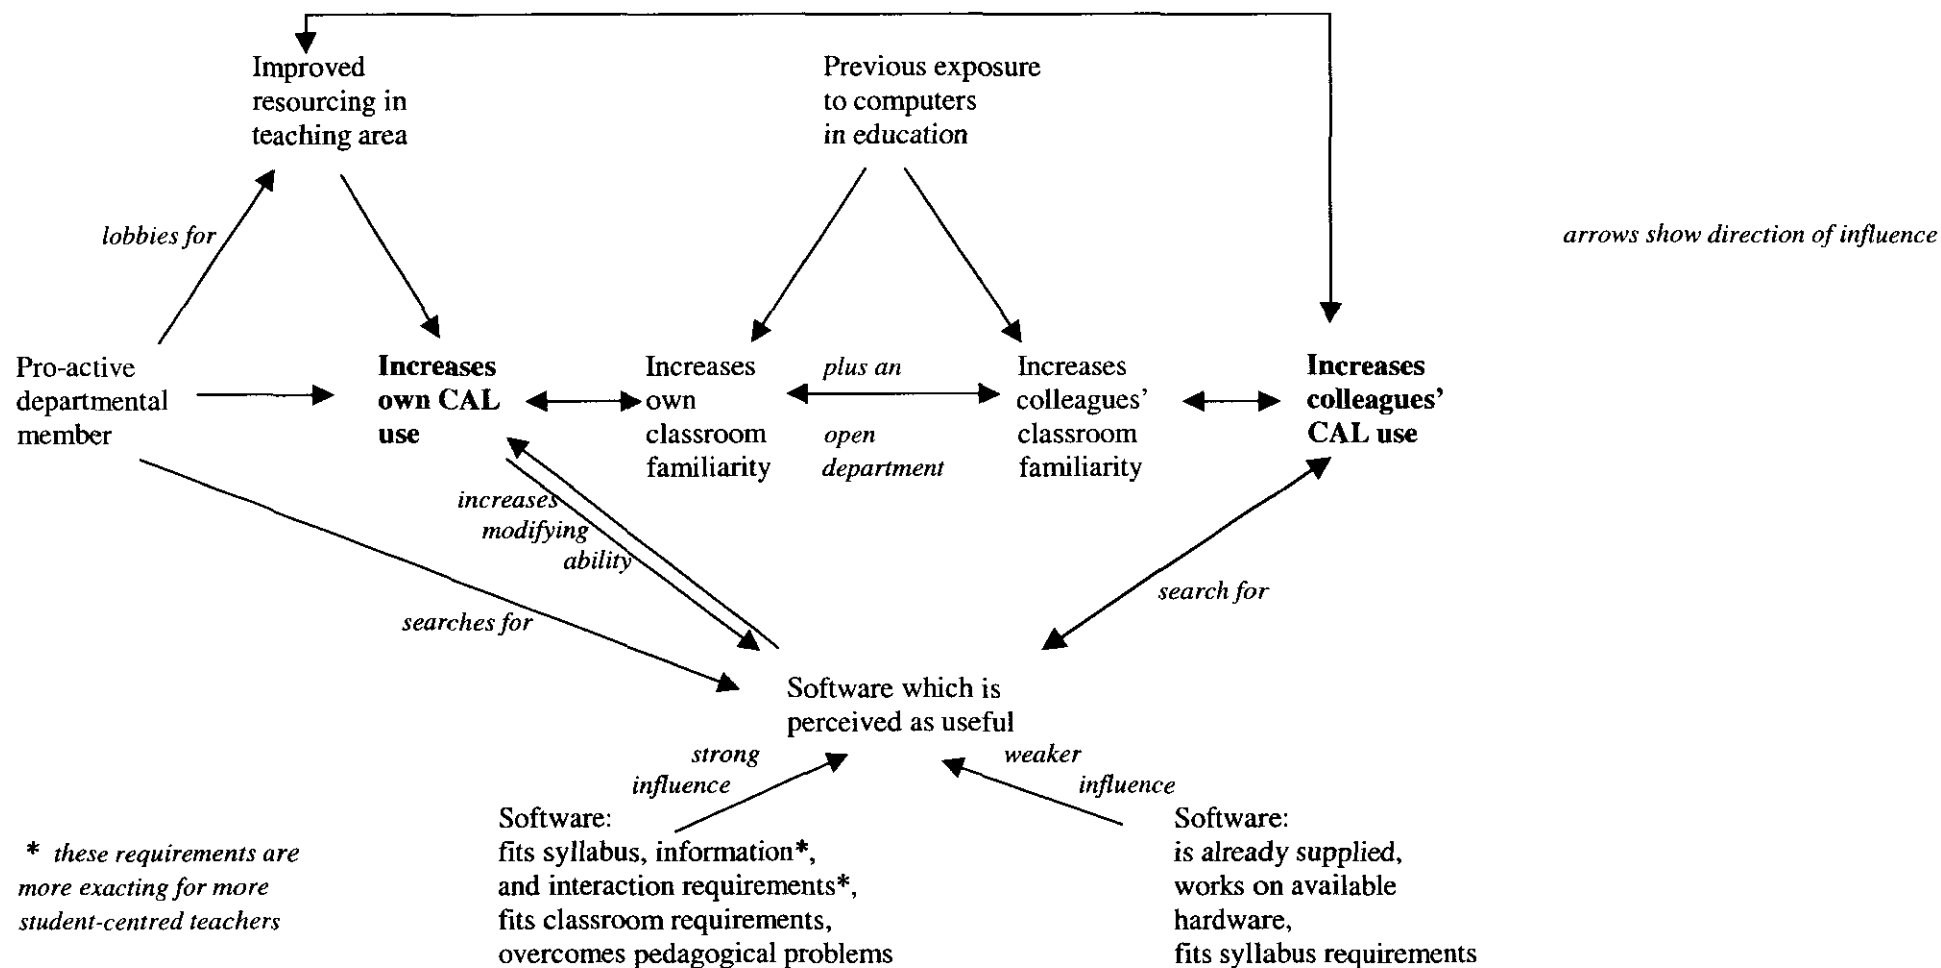 Improved
resourcing in
teaching area
Previous exposure
to computers
in education
lobbies for
arrows show direction of influence
Pro-active
departmental
member
Increases
own CAL
use
Increases
own
classroom
familiarity
plus an
open
department
Increases
colleagues’
classroom
familiarity
Increases
colleagues’
CAL use
increases
modifying
ability
searches for
search for
Software which is
perceived as useful
strong
influence
weaker
influence
* these requirements are
more exacting for more
student-centred teachers
Software:
fits syllabus, information*,
and interaction requirements*,
fits classroom requirements,
overcomes pedagogical problems
Software:
is already supplied,
works on available
hardware,
fits syllabus requirements